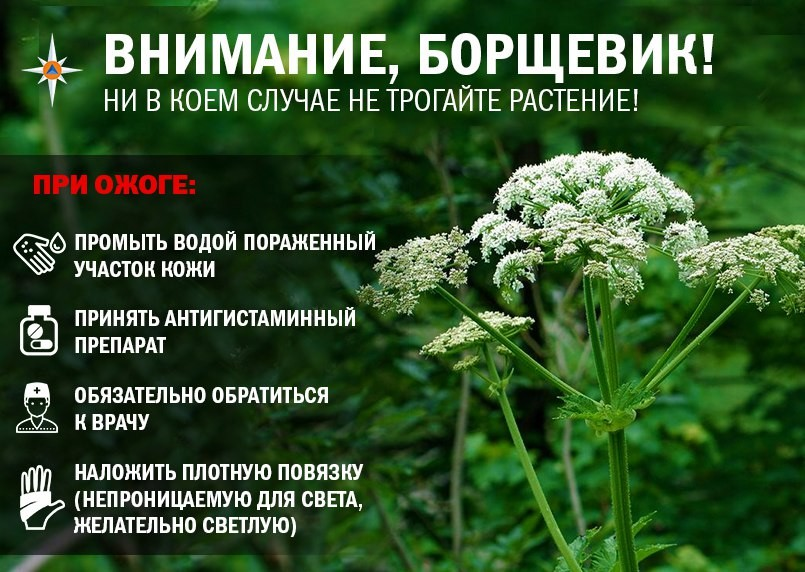 ВНИМАНИЕ, БОРЩЕВИК!
НИ В КОЕМ СЛУЧАЕ НЕ ТРОГАЙТЕ РАСТЕНИЕ!
ПРИ ОЖОГЕ:
ПРОМЫТЬ ВОДОЙ ПОРАЖЕННЫЙ
УЧАСТОК КОЖИ
ПРИНЯТЬ АНТИГИСТАМИННЫЙ
ПРЕПАРАТ
ОБЯЗАТЕЛЬНО ОБРАТИТЬСЯ
К ВРАЧУ
НАЛОЖИТЬ ПЛОТНУЮ ПОВЯЗКУ
(НЕПРОНИЦАЕМУЮ ДЛЯ СВЕТА,
ЖЕЛАТЕЛЬНО СВЕТЛУЮ)